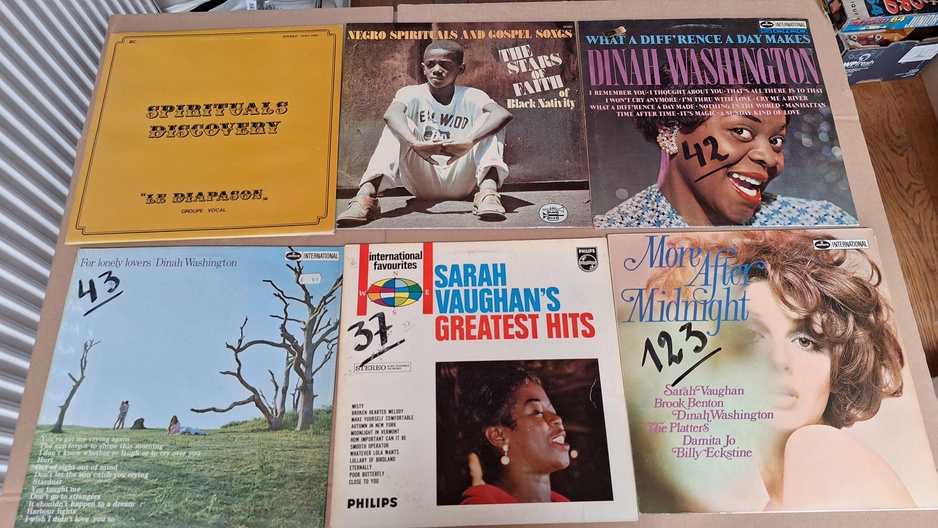 STEREO
SPIRITUALS
DISCOVERY
"LE DIAPASON"
GROUPE VOCAL
NEGRO SPIRITUALS AND GOSPEL SONGS
THE
STARS
OF
FAITH
of
Black Nativity
INTERNATIONAL
WHAT A DIFF'RENCE A DAY MAKES
DINAH WASHINGTON
I REMEMBER YOU · I THOUGHT ABOUT YOU · THAT'S ALL THERE IS TO THAT
I WON'T CRY ANYMORE · I'M THRU WITH LOVE · CRY ME A RIVER
WHAT A DIFF'RENCE A DAY MADE · NOTHING IN THE WORLD · MANHATTAN
TIME AFTER TIME · IT'S MAGIC · A SUNDAY KIND OF LOVE
42
For lonely lovers Dinah Washington
INTERNATIONAL
43
You've got me crying again
The sun forgot to shine this morning
I don't know whether to laugh or to cry over you
Hurt
Out of sight out of mind
Don't let the sun catch you crying
Stardust
You taught me
Don't go to strangers
It shouldn't happen to a dream
Harbour lights
I wish I didn't love you so
international
favourites
N
W E
S
SARAH
VAUGHAN'S
GREATEST HITS
PHILIPS
37
STEREO
MISTY
BROKEN HEARTED MELODY
MAKE YOURSELF COMFORTABLE
AUTUMN IN NEW YORK
MOONLIGHT IN VERMONT
HOW IMPORTANT CAN IT BE
SMOOTH OPERATOR
WHATEVER LOLA WANTS
LULLABY OF BIRDLAND
ETERNALLY
POOR BUTTERFLY
CLOSE TO YOU
PHILIPS
INTERNATIONAL
More
After
Midnight
123
Sarah Vaughan
Brook Benton
Dinah Washington
The Platters
Damita Jo
Billy Eckstine
64